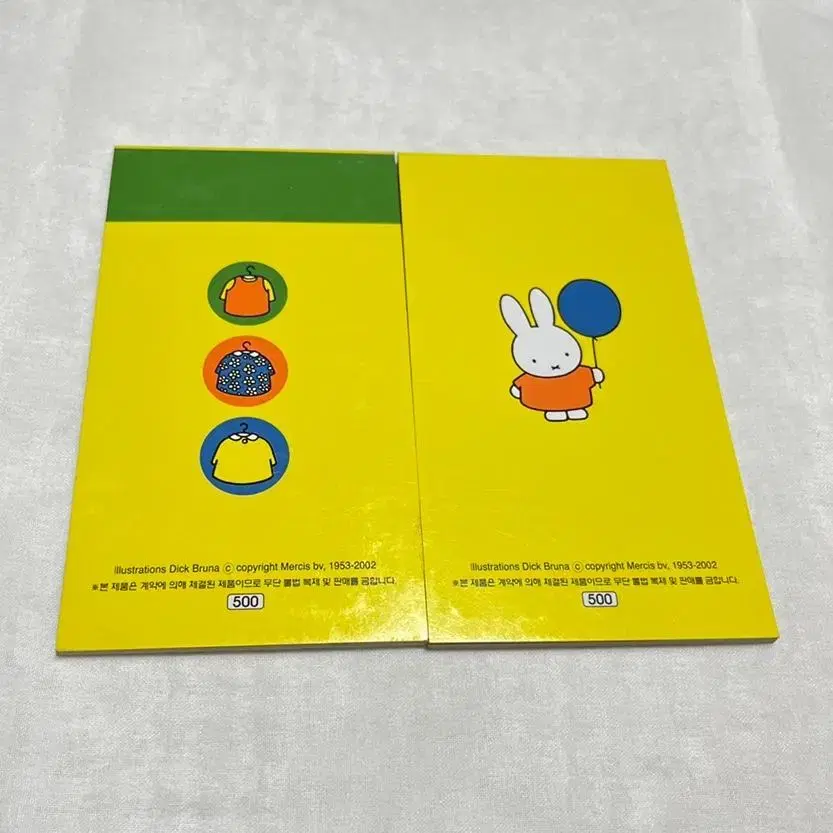 Illustrations Dick Bruna ⓒ copyright Mercis bv, 1953-2002
※본 제품은 계약에 의해 체결된 제품이므로 무단 불법 복제 및 판매를 금합니다.
500
Illustrations Dick Bruna ⓒ copyright Mercis bv, 1953-2002
※본 제품은 계약에 의해 체결된 제품이므로 무단 불법 복제 및 판매를 금합니다.
500